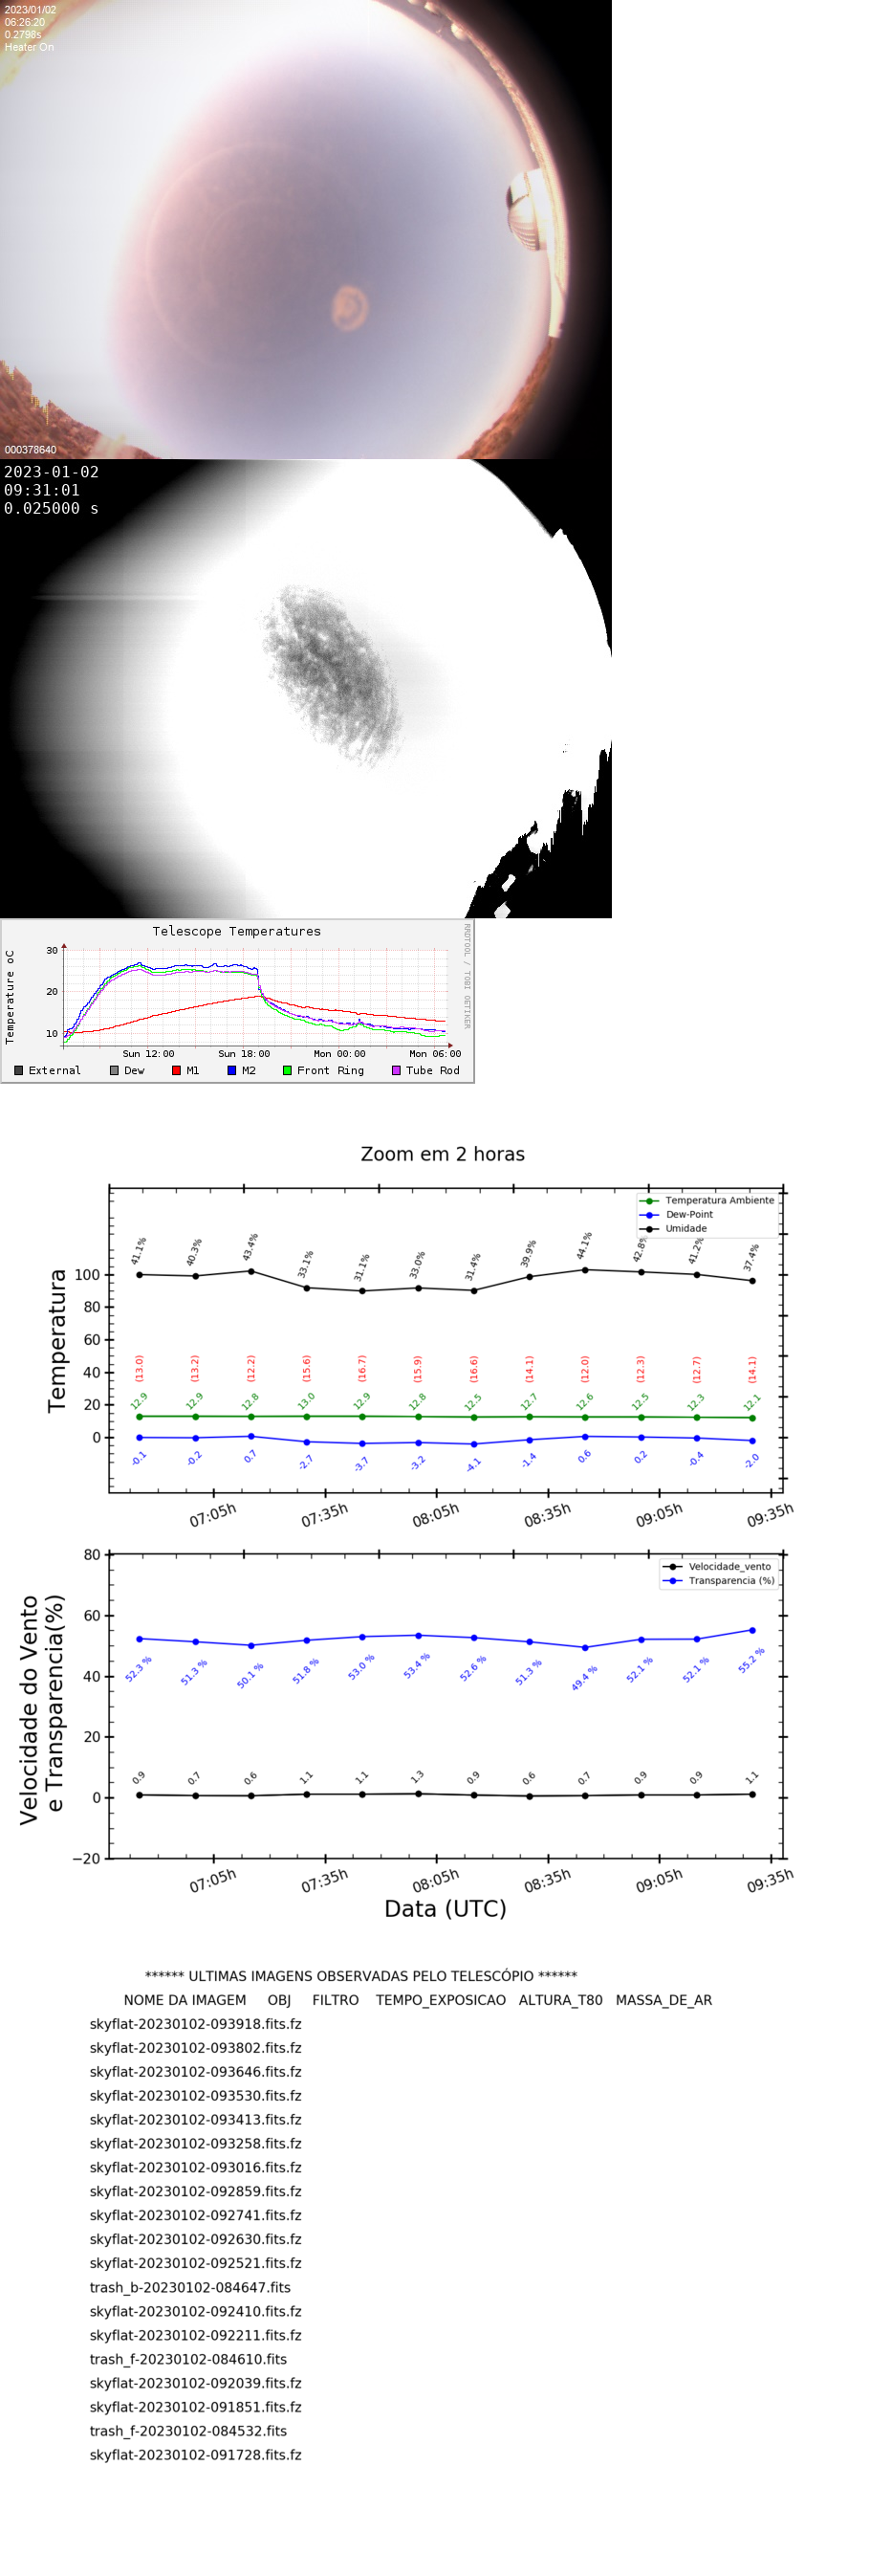 2023/01/02
06:26:20
0.2798s
Heater On
000378640
2023-01-02
09:31:01
0.025000 s
Telescope Temperatures
RRDTOOL / TOBI OETIKER
Temperature oC
30
20
10
Sun 12:00 Sun 18:00 Mon 00:00 Mon 06:00
External Dew M1 M2 Front Ring Tube Rod
Zoom em 2 horas
Temperatura Ambiente
Dew-Point
Umidade
41.1% 40.3% 43.4% 33.1% 31.1% 33.0% 31.4% 39.9% 44.1% 42.8% 41.2% 37.4%
Temperatura
100
80
60
40
20
0
(13.0) (13.2) (12.2) (15.6) (16.7) (15.9) (16.6) (14.1) (12.0) (12.3) (12.7) (14.1)
12.9 12.9 12.8 13.0 12.9 12.8 12.5 12.7 12.6 12.5 12.3 12.1
-0.1 -0.2 0.7 -2.7 -3.7 -3.2 -4.1 -1.4 0.6 0.2 -0.4 -2.0
07:05h 07:35h 08:05h 08:35h 09:05h 09:35h
Velocidade_vento
Transparencia (%)
Velocidade do Vento
e Transparencia(%)
80
60
40
20
0
−20
52.3 % 51.3 % 50.1 % 51.8 % 53.0 % 53.4 % 52.6 % 51.3 % 49.4 % 52.1 % 52.1 % 55.2 %
0.9 0.7 0.6 1.1 1.1 1.3 0.9 0.6 0.7 0.9 0.9 1.1
07:05h 07:35h 08:05h 08:35h 09:05h 09:35h
Data (UTC)
****** ULTIMAS IMAGENS OBSERVADAS PELO TELESCÓPIO ******
NOME DA IMAGEM OBJ FILTRO TEMPO_EXPOSICAO ALTURA_T80 MASSA_DE_AR
skyflat-20230102-093918.fits.fz
skyflat-20230102-093802.fits.fz
skyflat-20230102-093646.fits.fz
skyflat-20230102-093530.fits.fz
skyflat-20230102-093413.fits.fz
skyflat-20230102-093258.fits.fz
skyflat-20230102-093016.fits.fz
skyflat-20230102-092859.fits.fz
skyflat-20230102-092741.fits.fz
skyflat-20230102-092630.fits.fz
skyflat-20230102-092521.fits.fz
trash_b-20230102-084647.fits
skyflat-20230102-092410.fits.fz
skyflat-20230102-092211.fits.fz
trash_f-20230102-084610.fits
skyflat-20230102-092039.fits.fz
skyflat-20230102-091851.fits.fz
trash_f-20230102-084532.fits
skyflat-20230102-091728.fits.fz